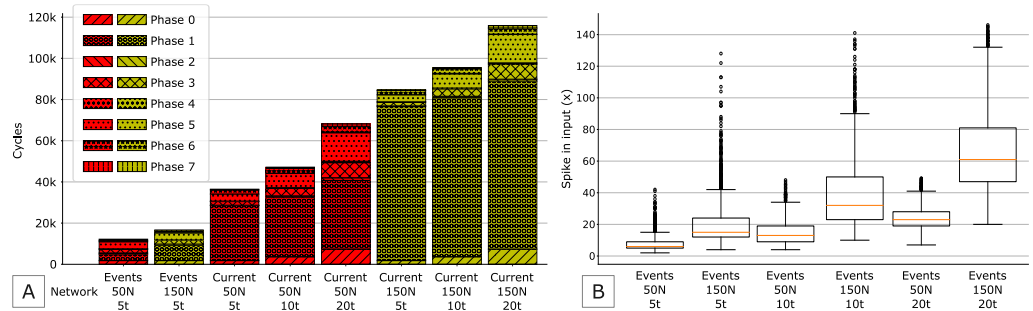 120k
100k
80k
60k
40k
20k
0
Cycles
Phase 0
Phase 1
Phase 2
Phase 3
Phase 4
Phase 5
Phase 6
Phase 7
A
Network
Events 50N 5t
Events 150N 5t
Current 50N 5t
Current 50N 10t
Current 50N 20t
Current 150N 5t
Current 150N 10t
Current 150N 20t
140
120
100
80
60
40
20
0
Spike in input (x)
B
Events 50N 5t
Events 150N 5t
Events 50N 10t
Events 150N 10t
Events 50N 20t
Events 150N 20t